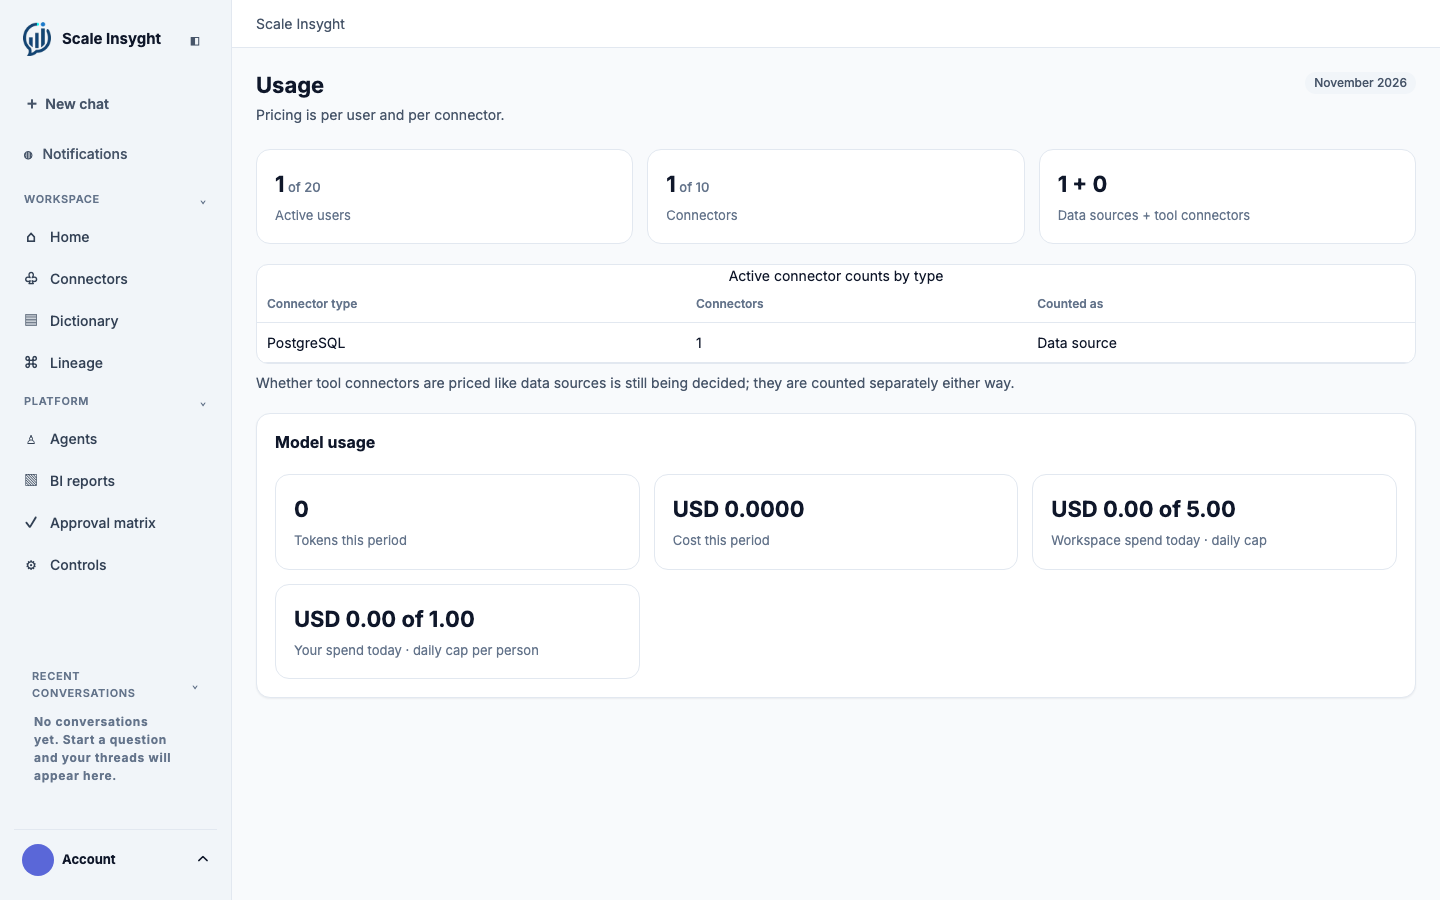 Scale Insyght
Scale Insyght
+ New chat
Notifications
WORKSPACE
Home
Connectors
Dictionary
Lineage
PLATFORM
Agents
BI reports
Approval matrix
Controls
RECENT
CONVERSATIONS
No conversations
yet. Start a question
and your threads will
appear here.
Account
Usage
November 2026
Pricing is per user and per connector.
1 of 20
Active users
1 of 10
Connectors
1 + 0
Data sources + tool connectors
Active connector counts by type
Connector type Connectors Counted as
PostgreSQL 1 Data source
Whether tool connectors are priced like data sources is still being decided; they are counted separately either way.
Model usage
0
Tokens this period
USD 0.0000
Cost this period
USD 0.00 of 5.00
Workspace spend today · daily cap
USD 0.00 of 1.00
Your spend today · daily cap per person